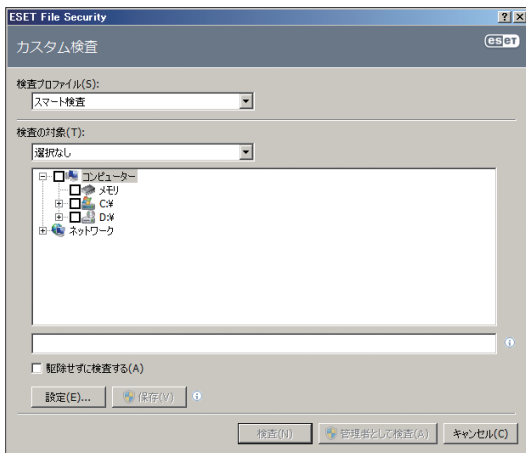 ESET File Security
カスタム検査
eset
検査プロファイル(S):
スマート検査
検査の対象(T):
選択なし
コンピューター
メモリ
C:¥
D:¥
ネットワーク
駆除せずに検査する(A)
設定(E)...
保存(V)
検査(N)
管理者として検査(A)
キャンセル(C)